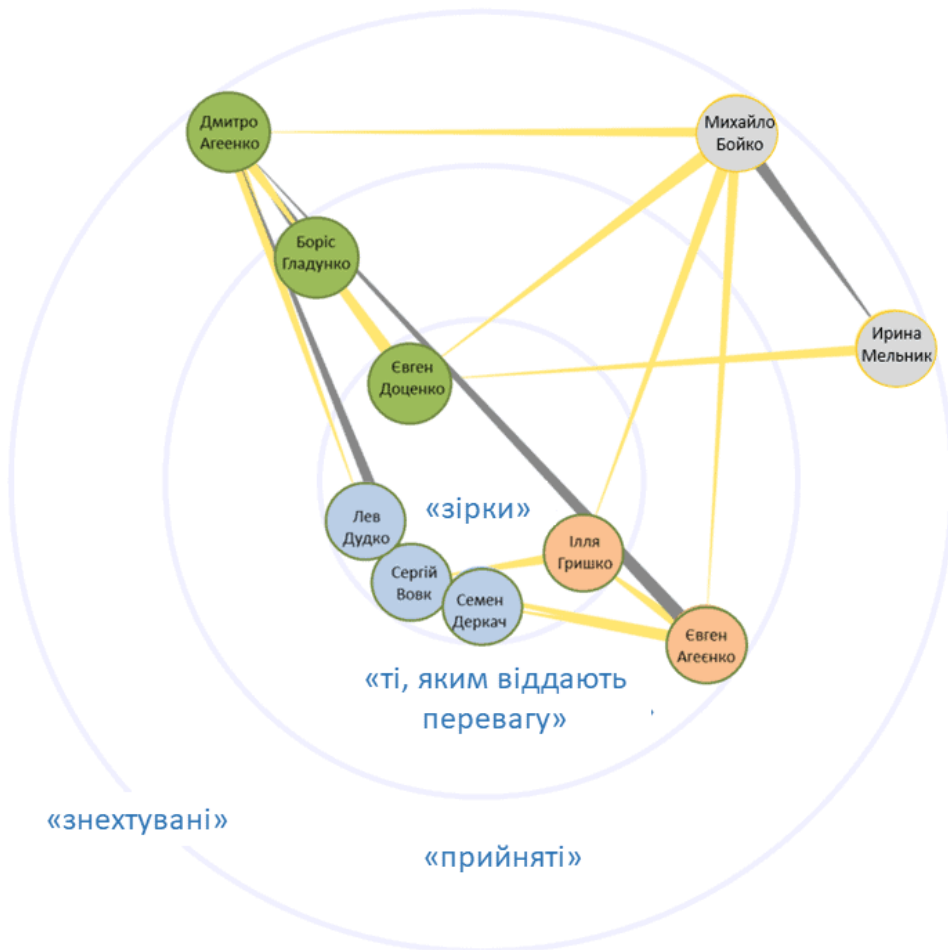 Дмитро
Агеенко
Михайло
Бойко
Боріс
Гладунко
Ирина
Мельник
Євген
Доценко
«зірки»
Лев
Дудко
Ілля
Гришко
Сергій
Вовк
Семен
Деркач
Євген
Агеєнко
«ті, яким віддають
перевагу»
«знехтувані»
«прийняті»